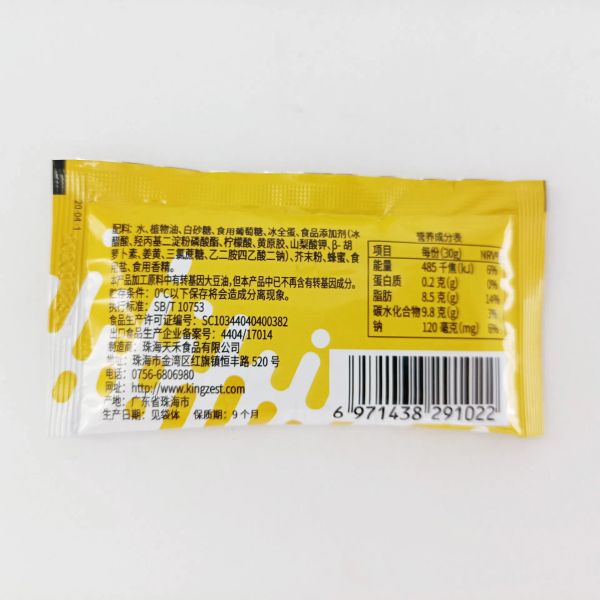 配料: 水、植物油、白砂糖、食用葡萄糖、冰全蛋、食品添加剂(冰
醋酸、羟丙基二淀粉磷酸酯、柠檬酸、黄原胶、山梨酸钾、β-胡
萝卜素、姜黄、三氯蔗糖、乙二胺四乙酸二钠)、芥末粉、蜂蜜、食
用盐、食用香精。
本产品加工原料中有转基因大豆油,但本产品中已不再含有转基因成分。
贮存条件: 0°C以下保存将会造成分离现象。
执行标准: SB/T 10753
食品生产许可证编号: SC10344040400382
出口食品生产企业备案号: 4404/17014
制造商: 珠海天禾食品有限公司
地址: 珠海市金湾区红旗镇恒丰路 520 号
电话: 0756-6806980
网址: http://www.kingzest.com
产地: 广东省珠海市
生产日期: 见袋体 保质期: 9 个月
营养成分表
项目 每份(30g) NRV%
能量 485 千焦(kJ) 6%
蛋白质 0.2 克(g) 0%
脂肪 8.5 克(g) 14%
碳水化合物 9.8 克(g) 3%
钠 120 毫克(mg) 6%
6 971438 291022